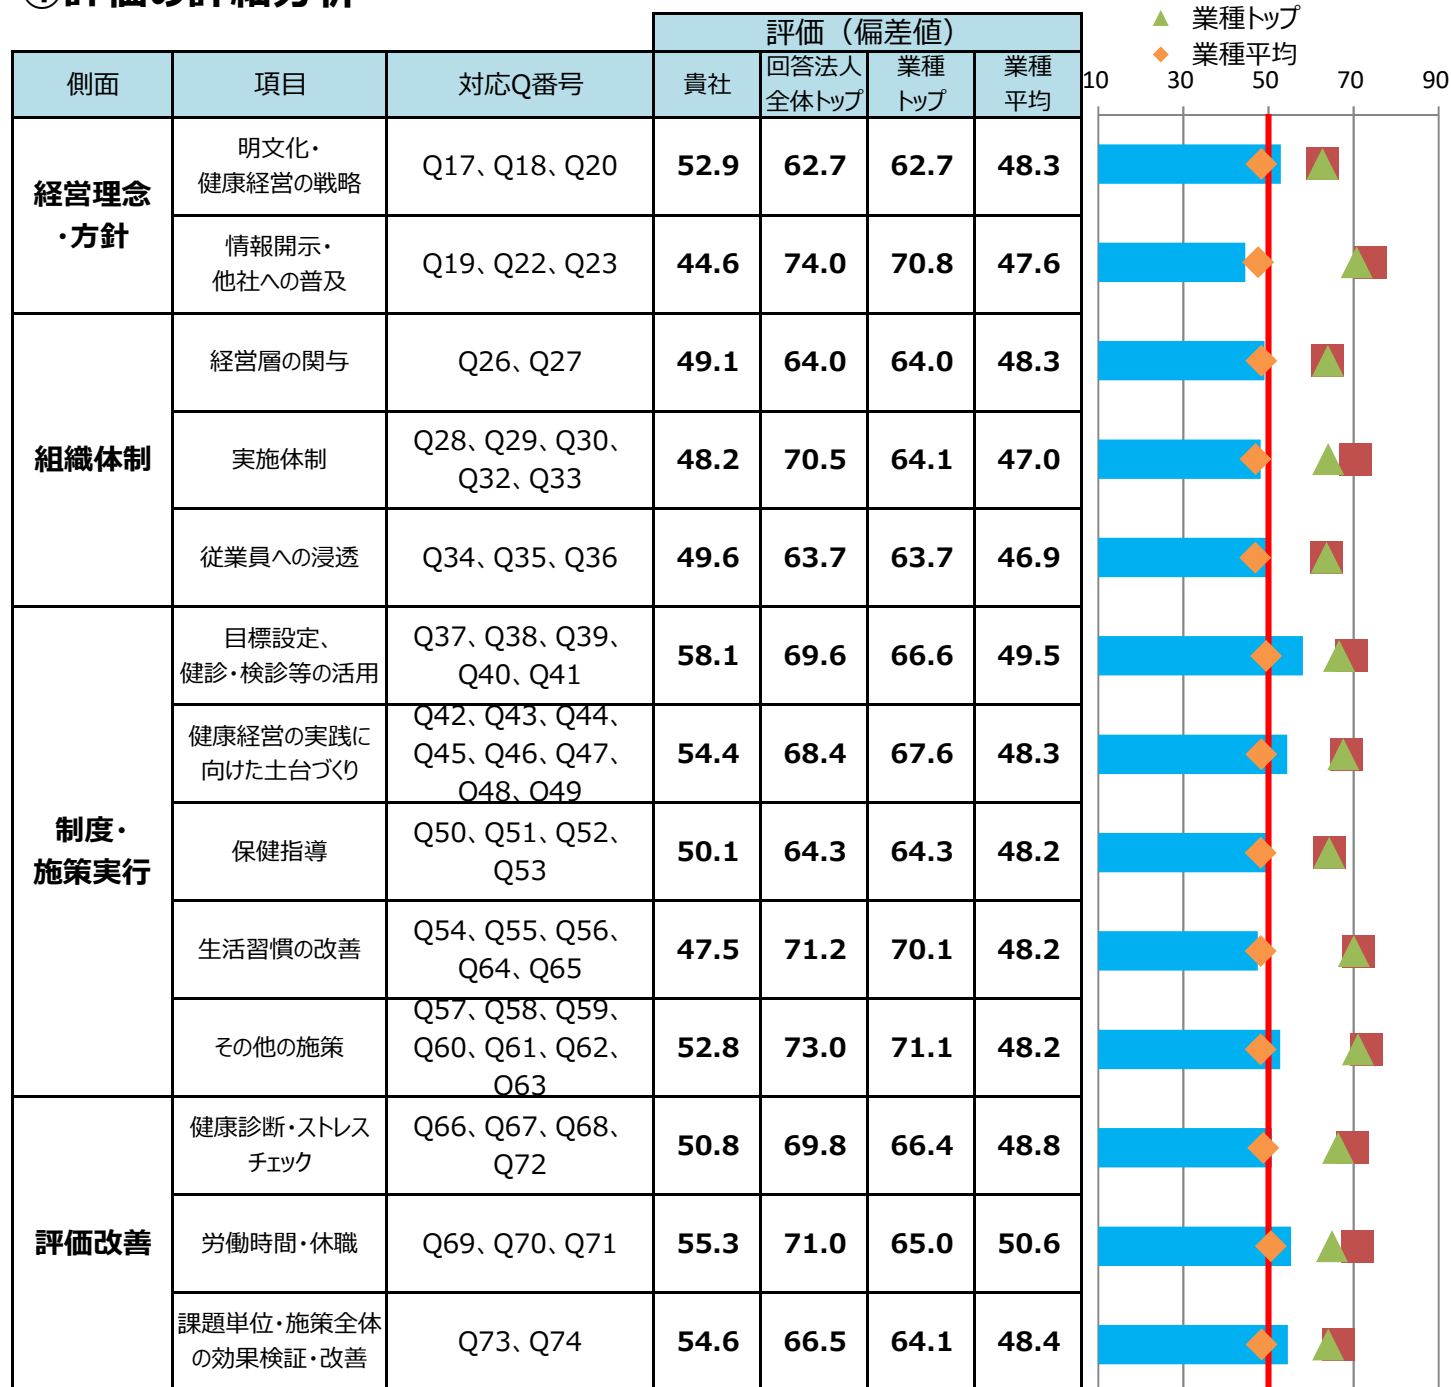 ①評価の詳細分析
▲ 業種トップ
◆ 業種平均
評価（偏差値）
側面 項目 対応Q番号 貴社 回答法人 業種 業種
全体トップ トップ 平均
10 30 50 70 90
経営理念
・方針
明文化・
健康経営の戦略
Q17、Q18、Q20 52.9 62.7 62.7 48.3
情報開示・
他社への普及
Q19、Q22、Q23 44.6 74.0 70.8 47.6
組織体制
経営層の関与 Q26、Q27 49.1 64.0 64.0 48.3
実施体制
Q28、Q29、Q30、
Q32、Q33
48.2 70.5 64.1 47.0
従業員への浸透 Q34、Q35、Q36 49.6 63.7 63.7 46.9
制度・
施策実行
目標設定、
健診・検診等の活用
Q37、Q38、Q39、
Q40、Q41
58.1 69.6 66.6 49.5
健康経営の実践に
向けた土台づくり
Q42、Q43、Q44、
Q45、Q46、Q47、
Q48、Q49
54.4 68.4 67.6 48.3
保健指導
Q50、Q51、Q52、
Q53
50.1 64.3 64.3 48.2
生活習慣の改善
Q54、Q55、Q56、
Q64、Q65
47.5 71.2 70.1 48.2
その他の施策
Q57、Q58、Q59、
Q60、Q61、Q62、
Q63
52.8 73.0 71.1 48.2
評価改善
健康診断・ストレス
チェック
Q66、Q67、Q68、
Q72
50.8 69.8 66.4 48.8
労働時間・休職 Q69、Q70、Q71 55.3 71.0 65.0 50.6
課題単位・施策全体
の効果検証・改善
Q73、Q74 54.6 66.5 64.1 48.4